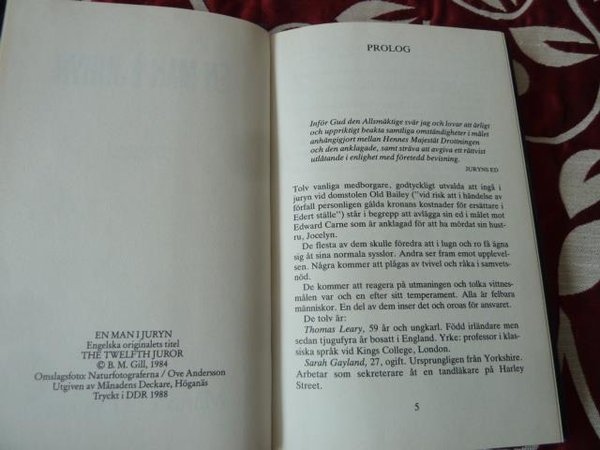 EN MAN I JURYN
Engelska originalets titel
THE TWELFTH JUROR
© B. M. Gill, 1984
Omslagsfoto: Naturfotograferna / Ove Andersson
Utgiven av Månadens Deckare, Höganäs
Tryckt i DDR 1988
PROLOG
Inför Gud den Allsmäktige svär jag och lovar att ärligt
och uppriktigt beakta samtliga omständigheter i målet
anhängigjort mellan Hennes Majestät Drottningen
och den anklagade, samt sträva att avgiva ett rättvist
utlåtande i enlighet med företedd bevisning.
JURYNS ED
Tolv vanliga medborgare, godtyckligt utvalda att ingå i
juryn vid domstolen Old Bailey ("vid risk att i händelse av
förfall personligen gälda kronans kostnader för ersättare i
Edert ställe") står i begrepp att avlägga sin ed i målet mot
Edward Carne som är anklagad för att ha mördat sin hust-
ru, Jocelyn.
De flesta av dem skulle föredra att i lugn och ro få ägna
sig åt sina normala sysslor. Andra ser fram emot upplevel-
sen. Några kommer att plågas av tvivel och råka i samvets-
nöd.
De kommer att reagera på utmaningen och tolka vittnes-
målen var och en efter sitt temperament. Alla är felbara
människor. En del av dem inser det och oroas för ansvaret.
De tolv är:
Thomas Leary, 59 år och ungkarl. Född irländare men
sedan tjugufyra år bosatt i England. Yrke: professor i klas-
siska språk vid Kings College, London.
Sarah Gayland, 27, ogift. Ursprungligen från Yorkshire.
Arbetar som sekreterare åt en tandläkare på Harley
Street.
5